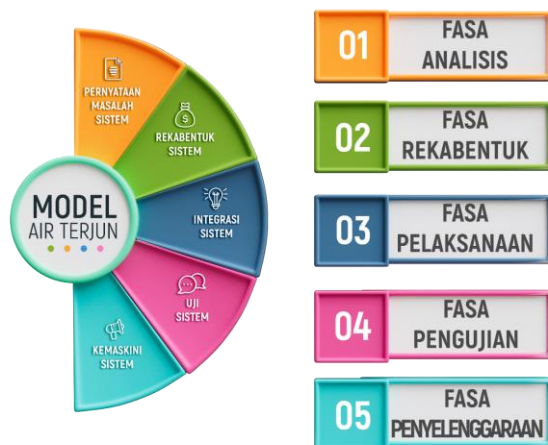 PERNYATAAN
MASALAH
SISTEM
REKABENTUK
SISTEM
INTEGRASI
SISTEM
UJI
SISTEM
KEMASKINI
SISTEM
MODEL
AIR TERJUN
01
FASA
ANALISIS
02
FASA
REKABENTUK
03
FASA
PELAKSANAAN
04
FASA
PENGUJIAN
05
FASA
PENYELENGGARAAN